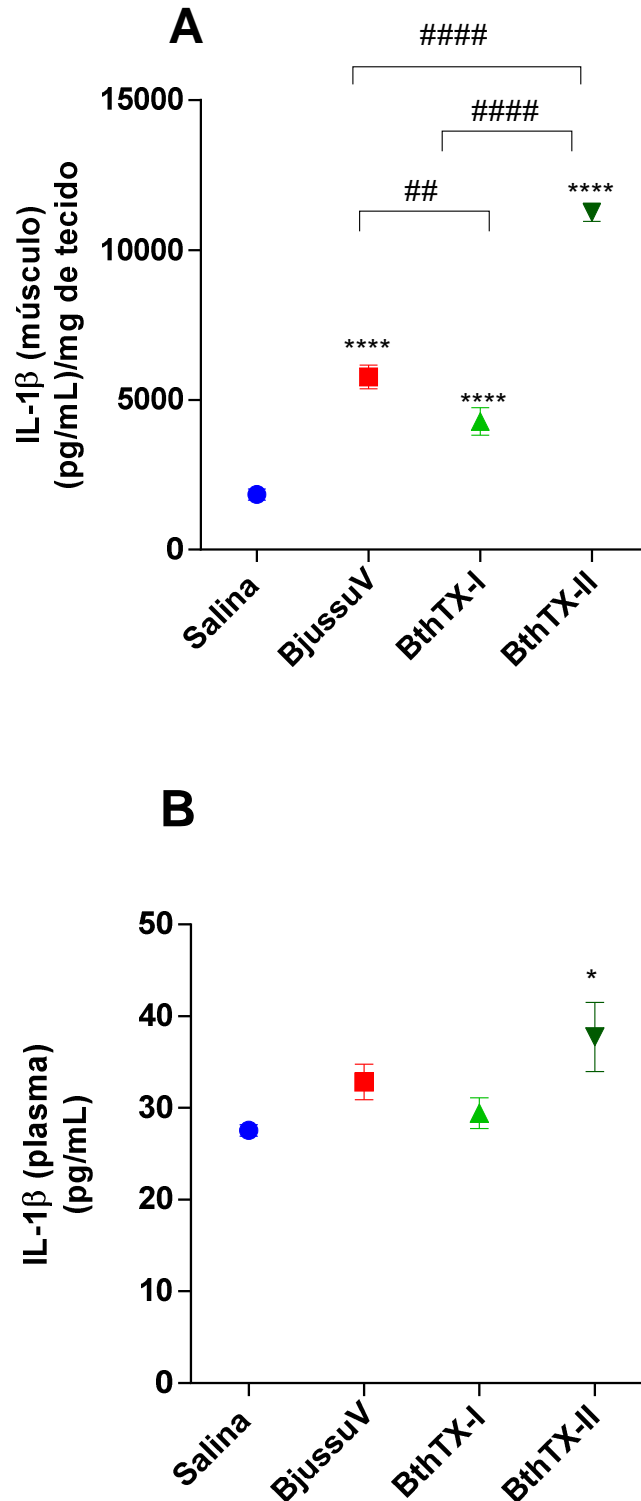 A
####
####
##
****
****
****
15000
10000
5000
0
IL-1β (músculo)
(pg/mL)/mg de tecido
Salina
BjussuV
BthTX-I
BthTX-II
B
*
50
40
30
20
10
0
IL-1β (plasma)
(pg/mL)
Salina
BjussuV
BthTX-I
BthTX-II